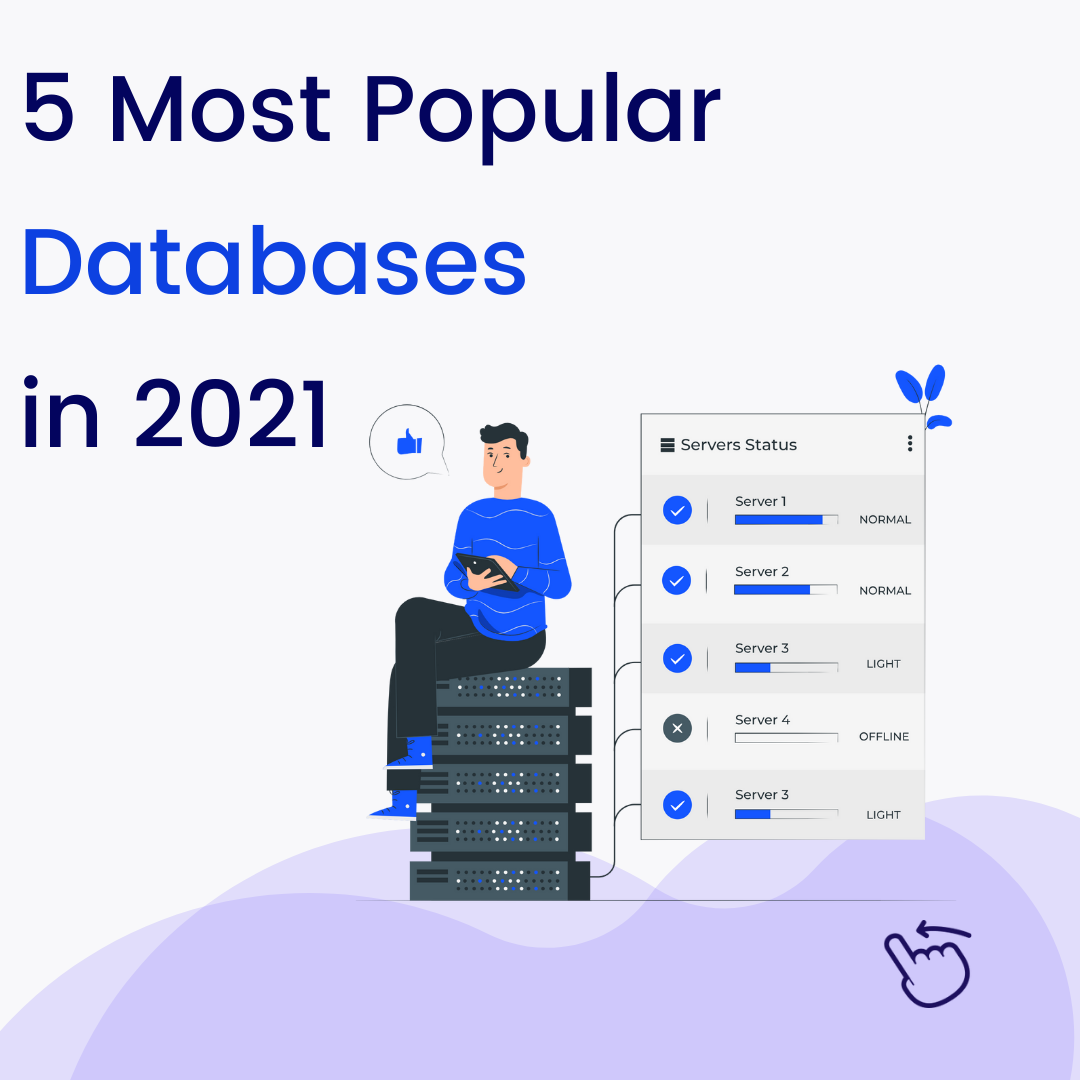 5 Most Popular
Databases
in 2021
Servers Status
Server 1
NORMAL
Server 2
NORMAL
Server 3
LIGHT
Server 4
OFFLINE
Server 3
LIGHT